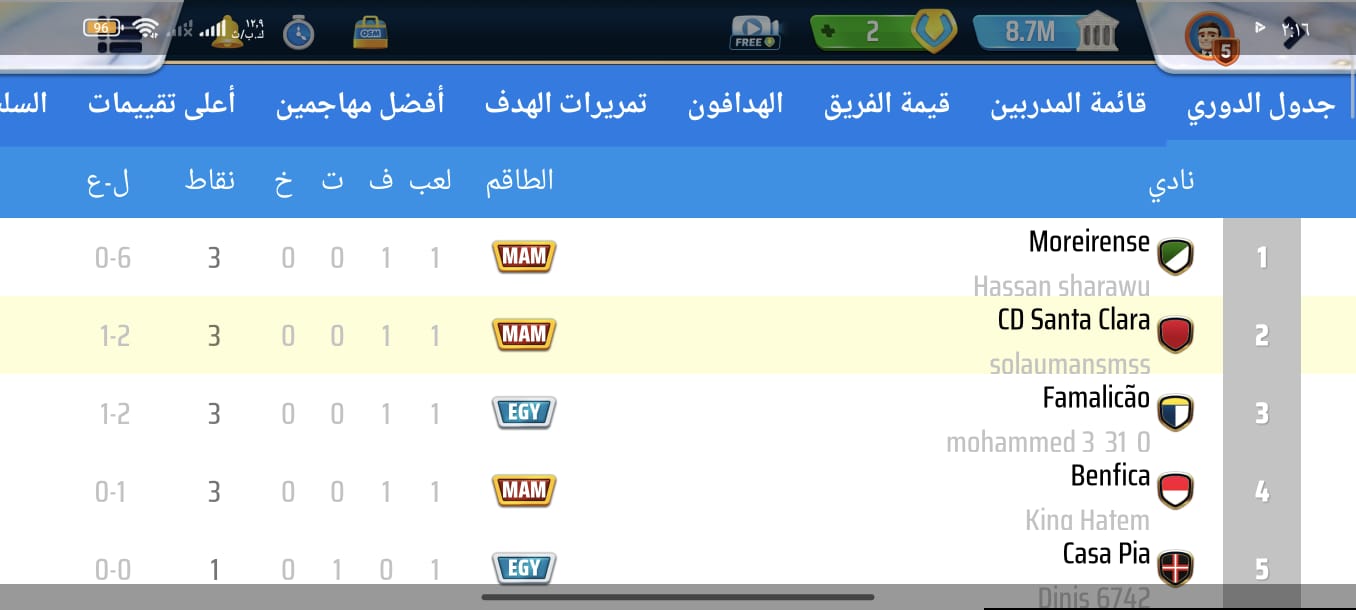 ٢:١٦
5
8.7M
2
FREE
OSM
١٢,٩
ك.ب/ث
96
جدول الدوري قائمة المدربين قيمة الفريق الهدافون تمريرات الهدف أفضل مهاجمين أعلى تقييمات
نادي الطاقم لعب ف ت خ نقاط ل-ع
1 Moreirense MAM 1 1 0 0 3 0-6
Hassan sharawu
2 CD Santa Clara MAM 1 1 0 0 3 1-2
solaumansmss
3 Famalicão EGY 1 1 0 0 3 1-2
mohammed 3 31 0
4 Benfica MAM 1 1 0 0 3 0-1
King Hatem
5 Casa Pia EGY 1 0 1 0 1 0-0
Dinis 6742